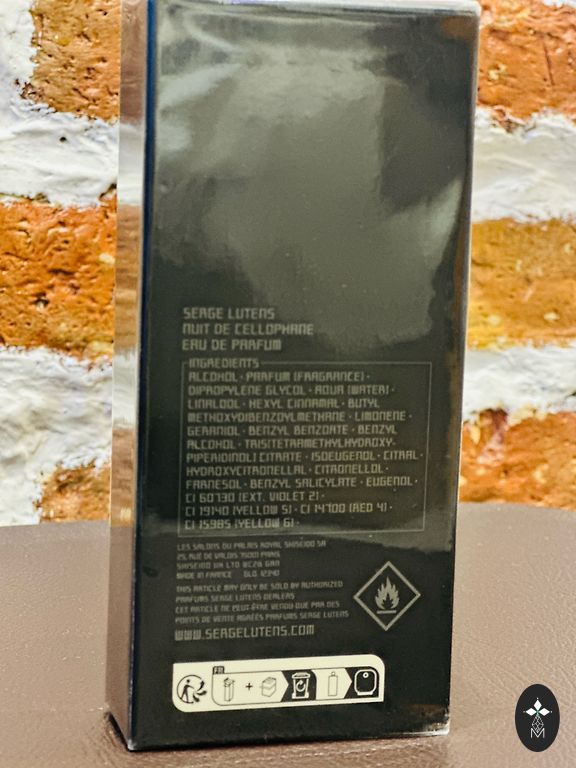 SERGE LUTENS
NUIT DE CELLOPHANE
EAU DE PARFUM
INGREDIENTS
ALCOHOL · PARFUM (FRAGRANCE) ·
DIPROPYLENE GLYCOL · AQUA (WATER) ·
LINALOOL · HEXYL CINNAMAL · BUTYL
METHOXYDIBENZOYLMETHANE · LIMONENE ·
GERANIOL · BENZYL BENZOATE · BENZYL
ALCOHOL · TRIS(TETRAMETHYLHYDROXY-
PIPERIDINOL) CITRATE · ISOEUGENOL · CITRAL ·
HYDROXYCITRONELLAL · CITRONELLOL ·
FARNESOL · BENZYL SALICYLATE · EUGENOL ·
CI 60730 (EXT. VIOLET 2) ·
CI 19140 (YELLOW 5) · CI 14700 (RED 4) ·
CI 15985 (YELLOW 6) ·
LES SALONS DU PALAIS ROYAL SHISEIDO SA
25, RUE DE VALOIS 75001 PARIS
SHISEIDO UK LTD WC2B 6AA
MADE IN FRANCE
THIS ARTICLE MAY ONLY BE SOLD BY AUTHORIZED
PARFUMS SERGE LUTENS DEALERS
CET ARTICLE NE PEUT ÊTRE VENDU QUE PAR DES
POINTS DE VENTE AGRÉÉS PARFUMS SERGE LUTENS
WWW.SERGELUTENS.COM
FR
+